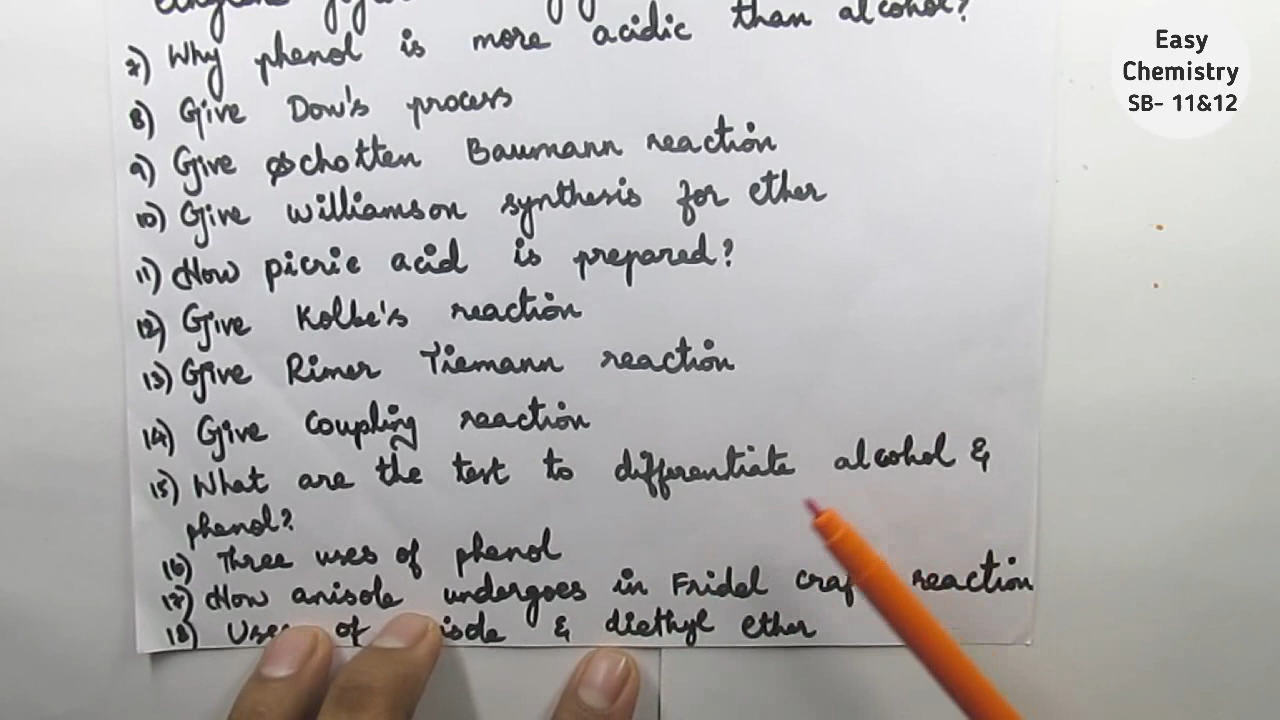 7) Why phenol is more acidic than alcohol?
8) Give Dow's process
9) Give schotten Baumann reaction
10) Give williamson synthesis for ether
11) How picric acid is prepared?
12) Give Kolbe's reaction
13) Give Rimer Tiemann reaction
14) Give Coupling reaction
15) What are the test to differentiate alcohol &
phenol?
16) Three uses of phenol
17) How anisole undergoes in Fridel craf reaction
18) Uses of isole & diethyl ether
Easy
Chemistry
SB- 11&12